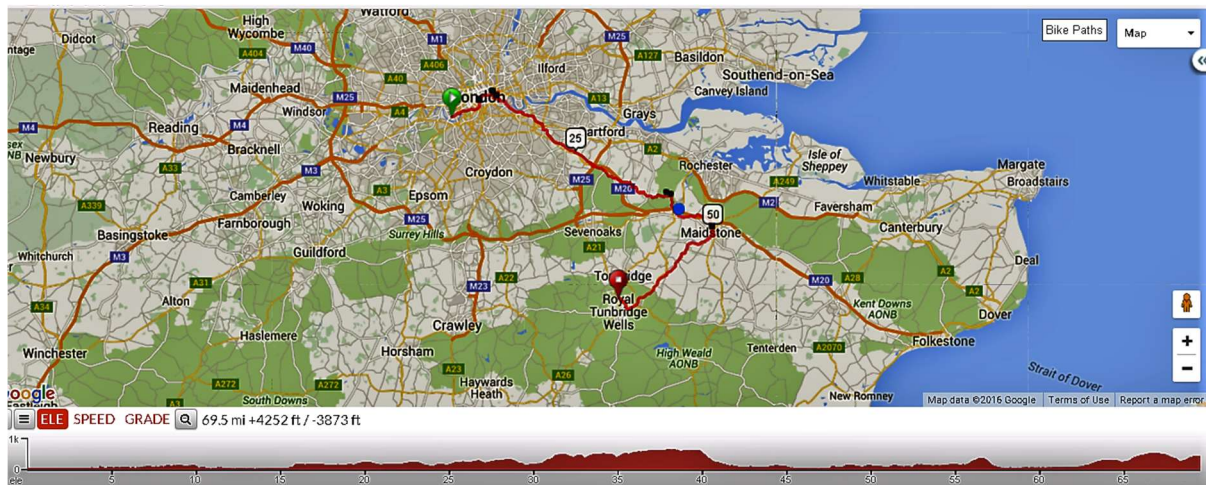 Watford
High Wycombe
Didcot
M40
A404
M1
M25
A127
Basildon
Bike Paths
Map
A406
Ilford
Southend-on-Sea
Canvey Island
A40
Maidenhead
London
A13
M25
Windsor
A4
Grays
M4
Reading
M4
25
Dartford
A2
Isle of Sheppey
Margate
Newbury
Bracknell
M3
Rochester
Broadstairs
A33
Croydon
A3
Epsom
M25
M26
A249
Whitstable
Camberley
Woking
M2
Faversham
A339
Farnborough
M25
50
Canterbury
Basingstoke
Surrey Hills
Sevenoaks
Maidstone
Guildford
A21
Whitchurch
M3
A22
Tonbridge
M20
A28
A2
Deal
A31
M23
Royal Tunbridge Wells
A2
A34
Alton
Kent Downs AONB
Dover
Crawley
Folkestone
Haslemere
Horsham
High Weald AONB
Tenterden
A2070
Winchester
A23
A26
Haywards Heath
Strait of Dover
A272
A272
A3
South Downs
New Romney
Google
Eastleigh
Map data ©2016 Google
Terms of Use
Report a map error
ELE SPEED GRADE 69.5 mi +4252 ft / -3873 ft
1k
0
ele
5 10 15 20 25 30 35 40 45 50 55 60 65